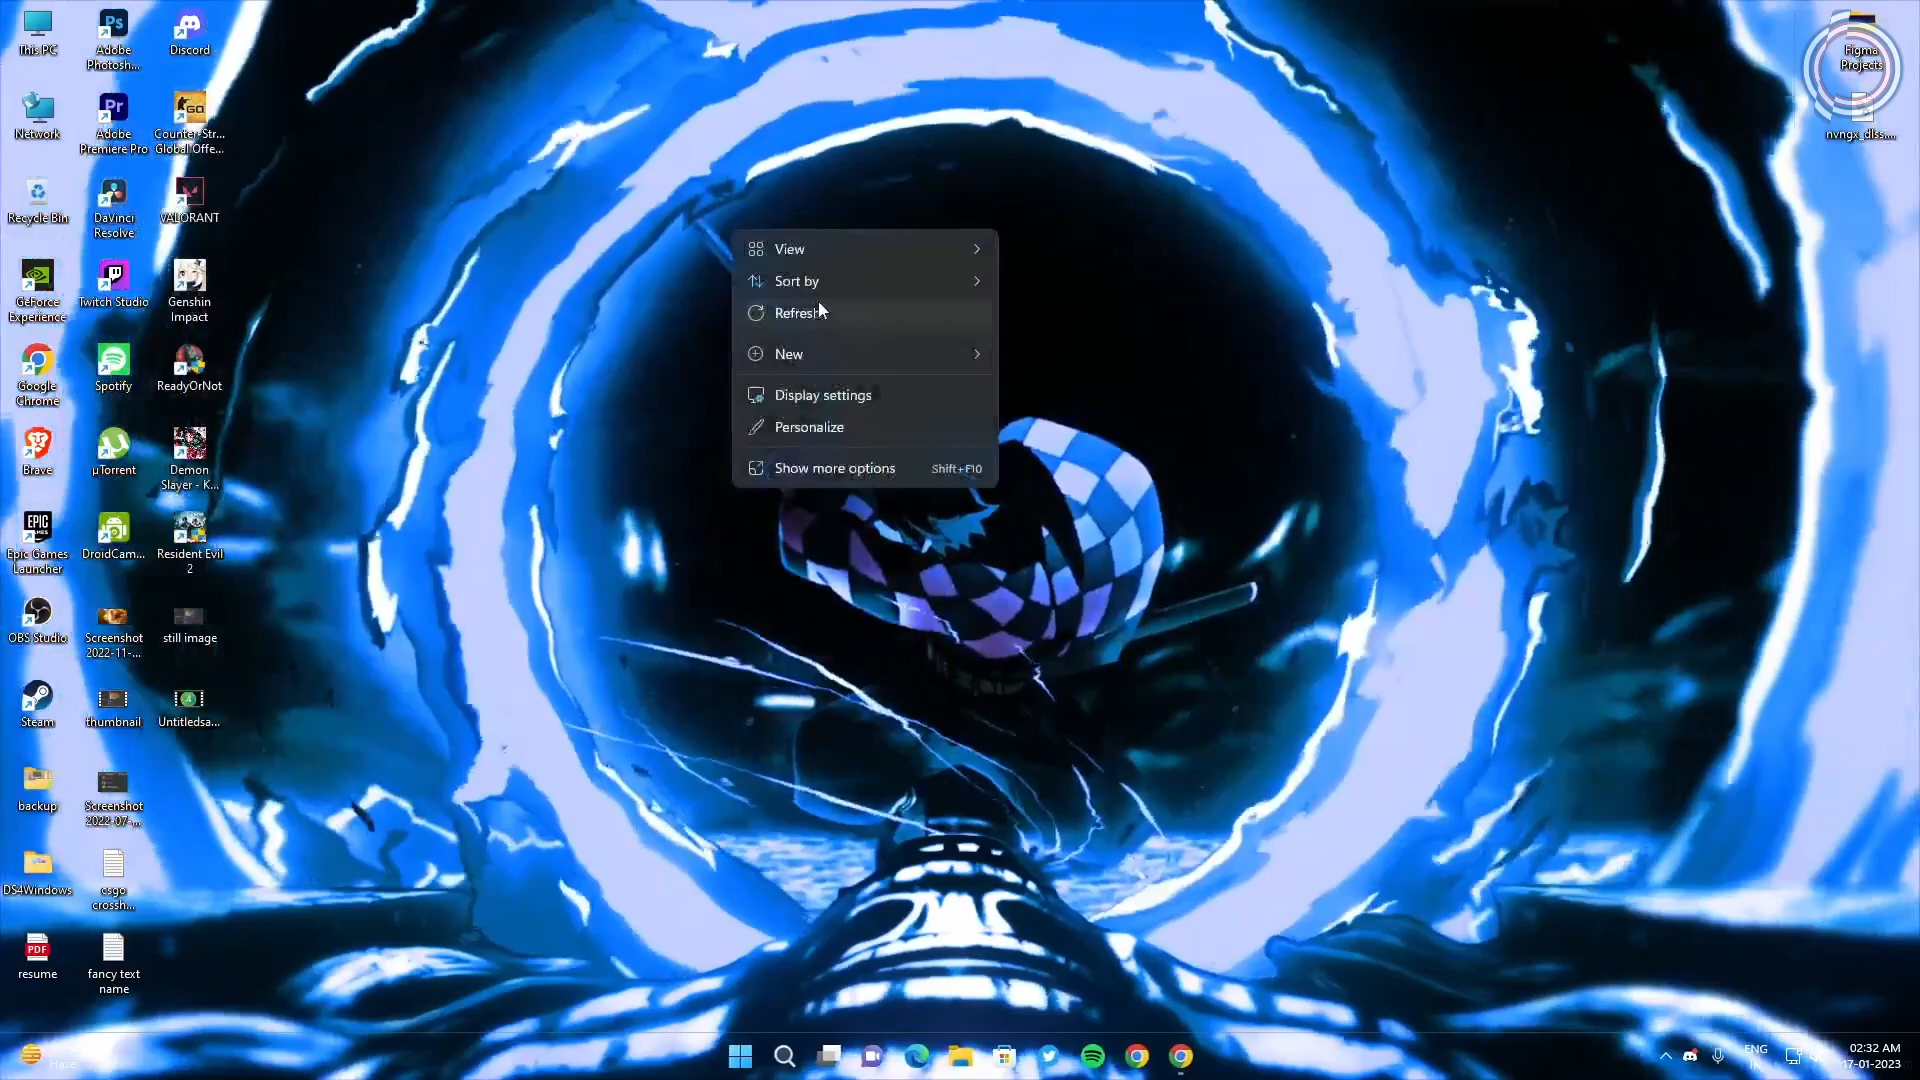 This PC
Adobe
Photosh...
Discord
Network
Adobe
Premiere Pro
Counter-Str...
Global Offe...
Recycle Bin
DaVinci
Resolve
VALORANT
GeForce
Experience
Twitch Studio
Genshin
Impact
Google
Chrome
Spotify
ReadyOrNot
Brave
µTorrent
Demon
Slayer - K...
Epic Games
Launcher
DroidCam...
Resident Evil
2
OBS Studio
Screenshot
2022-11-...
still image
Steam
thumbnail
Untitledsa...
backup
Screenshot
2022-07-...
DS4Windows
csgo
crossh...
resume
fancy text
name
Figma
Projects
nvngx_dlss....
View
Sort by
Refresh
New
Display settings
Personalize
Show more options Shift+F10
Haze
ENG
IN
02:32 AM
17-01-2023